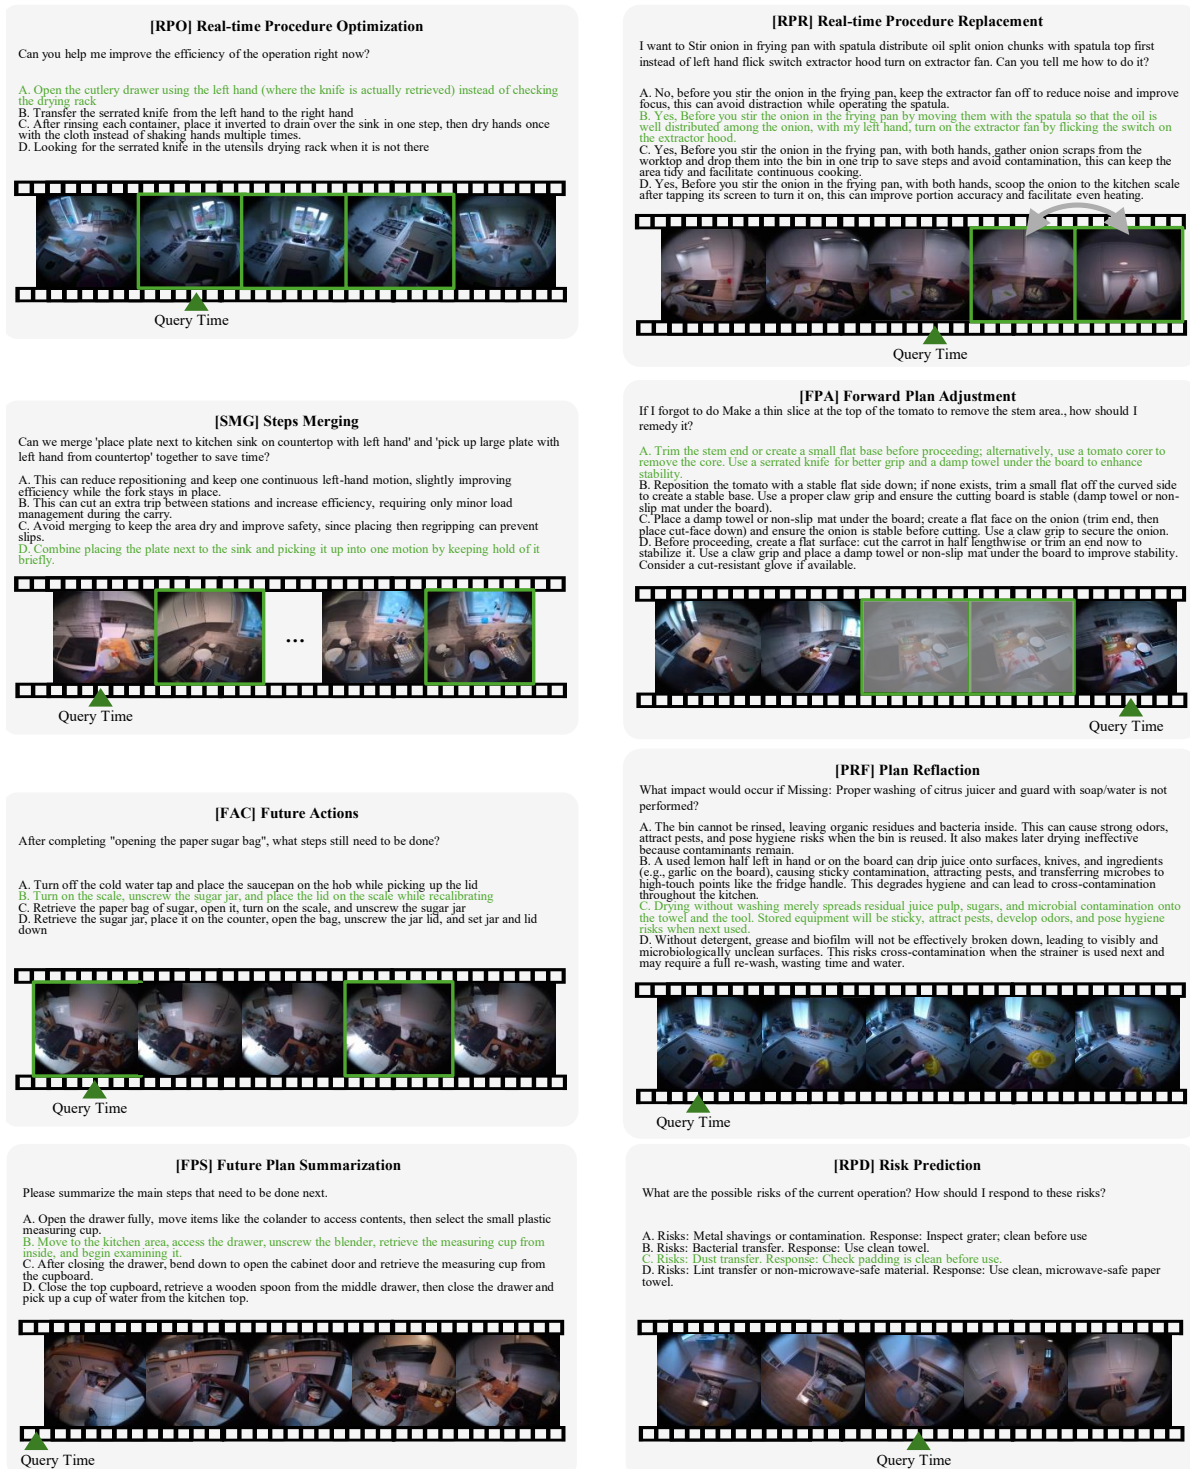 [RPO] Real-time Procedure Optimization
Can you help me improve the efficiency of the operation right now?
A. Open the cutlery drawer using the left hand (where the knife is actually retrieved) instead of checking
the drying rack
B. Transfer the serrated knife from the left hand to the right hand
C. After rinsing each container, place it inverted to drain over the sink in one step, then dry hands once
with the cloth instead of shaking hands multiple times.
D. Looking for the serrated knife in the utensils drying rack when it is not there
Query Time
[RPR] Real-time Procedure Replacement
I want to Stir onion in frying pan with spatula distribute oil split onion chunks with spatula top first
instead of left hand flick switch extractor hood turn on extractor fan. Can you tell me how to do it?
A. No, before you stir the onion in the frying pan, keep the extractor fan off to reduce noise and improve
focus, this can avoid distraction while operating the spatula.
B. Yes, Before you stir the onion in the frying pan by moving them with the spatula so that the oil is
well distributed among the onion, with my left hand, turn on the extractor fan by flicking the switch on
the extractor hood.
C. Yes, Before you stir the onion in the frying pan, with both hands, gather onion scraps from the
worktop and drop them into the bin in one trip to save steps and avoid contamination, this can keep the
area tidy and facilitate continuous cooking.
D. Yes, Before you stir the onion in the frying pan, with both hands, scoop the onion to the kitchen scale
after tapping its screen to turn it on, this can improve portion accuracy and facilitate even heating.
Query Time
[SMG] Steps Merging
Can we merge 'place plate next to kitchen sink on countertop with left hand' and 'pick up large plate with
left hand from countertop' together to save time?
A. This can reduce repositioning and keep one continuous left-hand motion, slightly improving
efficiency while the fork stays in place.
B. This can cut an extra trip between stations and increase efficiency, requiring only minor load
management during the carry.
C. Avoid merging to keep the area dry and improve safety, since placing then regripping can prevent
slips.
D. Combine placing the plate next to the sink and picking it up into one motion by keeping hold of it
briefly.
...
Query Time
[FPA] Forward Plan Adjustment
If I forgot to do Make a thin slice at the top of the tomato to remove the stem area., how should I
remedy it?
A. Trim the stem end or create a small flat base before proceeding; alternatively, use a tomato corer to
remove the core. Use a serrated knife for better grip and a damp towel under the board to enhance
stability.
B. Reposition the tomato with a stable flat side down; if none exists, trim a small flat off the curved side
to create a stable base. Use a proper claw grip and ensure the cutting board is stable (damp towel or non-
slip mat under the board).
C. Place a damp towel or non-slip mat under the board; create a flat face on the onion (trim end, then
place cut-face down) and ensure the onion is stable before cutting. Use a claw grip to secure the onion.
D. Before proceeding, create a flat surface: cut the carrot in half lengthwise or trim an end now to
stabilize it. Use a claw grip and place a damp towel or non-slip mat under the board to improve stability.
Consider a cut-resistant glove if available.
Query Time
[FAC] Future Actions
After completing "opening the paper sugar bag", what steps still need to be done?
A. Turn off the cold water tap and place the saucepan on the hob while picking up the lid
B. Turn on the scale, unscrew the sugar jar, and place the lid on the scale while recalibrating
C. Retrieve the paper bag of sugar, open it, turn on the scale, and unscrew the sugar jar
D. Retrieve the sugar jar, place it on the counter, open the bag, unscrew the jar lid, and set jar and lid
down
Query Time
[PRF] Plan Reflaction
What impact would occur if Missing: Proper washing of citrus juicer and guard with soap/water is not
performed?
A. The bin cannot be rinsed, leaving organic residues and bacteria inside. This can cause strong odors,
attract pests, and pose hygiene risks when the bin is reused. It also makes later drying ineffective
because contaminants remain.
B. A used lemon half left in hand or on the board can drip juice onto surfaces, knives, and ingredients
(e.g., garlic on the board), causing sticky contamination, attracting pests, and transferring microbes to
high-touch points like the fridge handle. This degrades hygiene and can lead to cross-contamination
throughout the kitchen.
C. Drying without washing merely spreads residual juice pulp, sugars, and microbial contamination onto
the towel and the tool. Stored equipment will be sticky, attract pests, develop odors, and pose hygiene
risks when next used.
D. Without detergent, grease and biofilm will not be effectively broken down, leading to visibly and
microbiologically unclean surfaces. This risks cross-contamination when the strainer is used next and
may require a full re-wash, wasting time and water.
Query Time
[FPS] Future Plan Summarization
Please summarize the main steps that need to be done next.
A. Open the drawer fully, move items like the colander to access contents, then select the small plastic
measuring cup.
B. Move to the kitchen area, access the drawer, unscrew the blender, retrieve the measuring cup from
inside, and begin examining it.
C. After closing the drawer, bend down to open the cabinet door and retrieve the measuring cup from
the cupboard.
D. Close the top cupboard, retrieve a wooden spoon from the middle drawer, then close the drawer and
pick up a cup of water from the kitchen top.
Query Time
[RPD] Risk Prediction
What are the possible risks of the current operation? How should I respond to these risks?
A. Risks: Metal shavings or contamination. Response: Inspect grater; clean before use
B. Risks: Bacterial transfer. Response: Use clean towel.
C. Risks: Dust transfer. Response: Check padding is clean before use.
D. Risks: Lint transfer or non-microwave-safe material. Response: Use clean, microwave-safe paper
towel.
Query Time